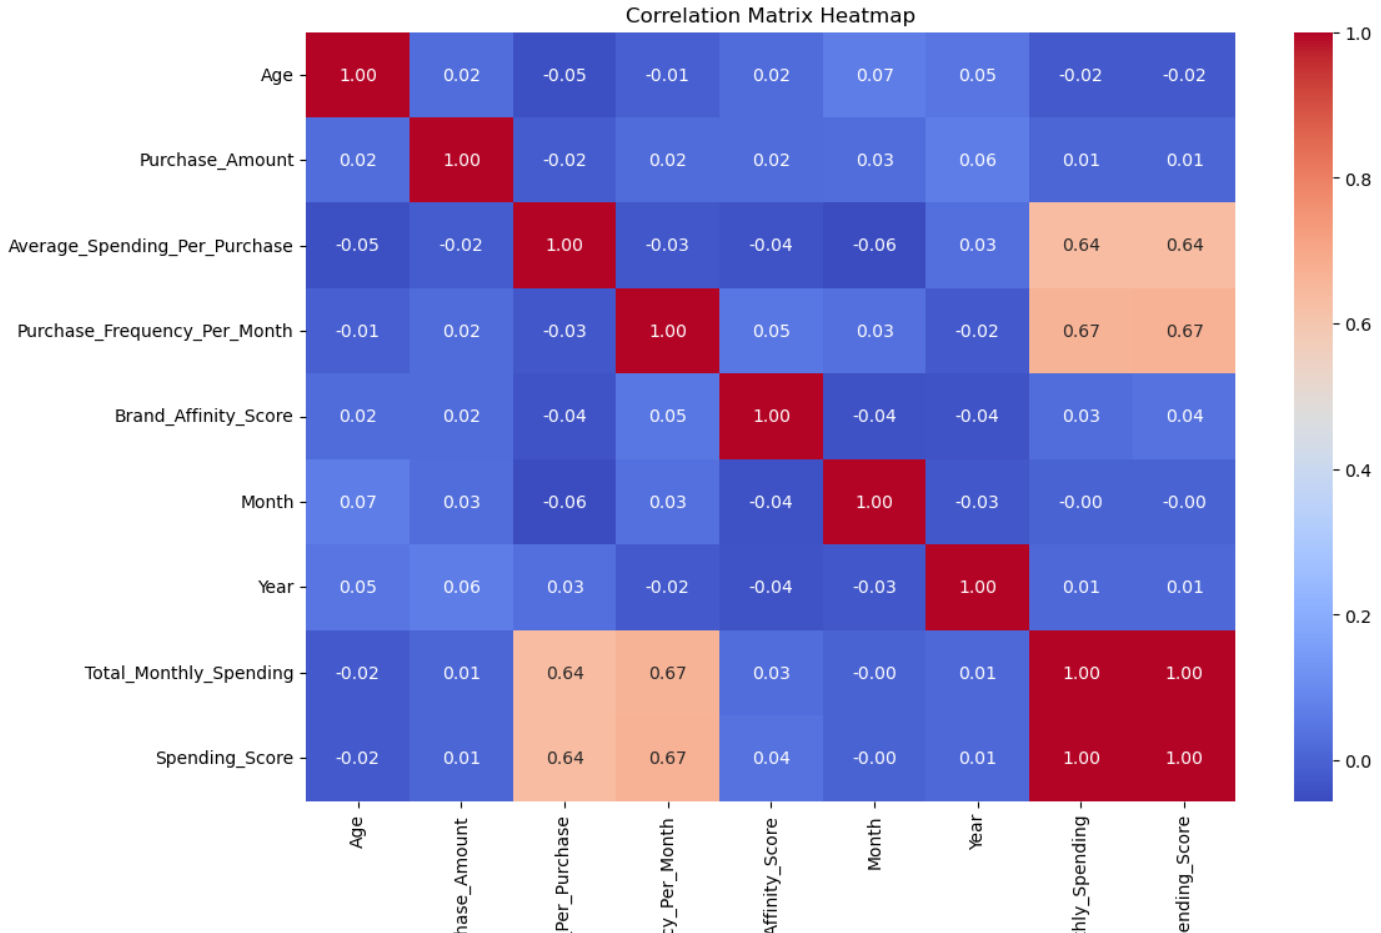 Correlation Matrix Heatmap
Age 1.00 0.02 -0.05 -0.01 0.02 0.07 0.05 -0.02 -0.02
Purchase_Amount 0.02 1.00 -0.02 0.02 0.02 0.03 0.06 0.01 0.01
Average_Spending_Per_Purchase -0.05 -0.02 1.00 -0.03 -0.04 -0.06 0.03 0.64 0.64
Purchase_Frequency_Per_Month -0.01 0.02 -0.03 1.00 0.05 0.03 -0.02 0.67 0.67
Brand_Affinity_Score 0.02 0.02 -0.04 0.05 1.00 -0.04 -0.04 0.03 0.04
Month 0.07 0.03 -0.06 0.03 -0.04 1.00 -0.03 -0.00 -0.00
Year 0.05 0.06 0.03 -0.02 -0.04 -0.03 1.00 0.01 0.01
Total_Monthly_Spending -0.02 0.01 0.64 0.67 0.03 -0.00 0.01 1.00 1.00
Spending_Score -0.02 0.01 0.64 0.67 0.04 -0.00 0.01 1.00 1.00
Age
hase_Amount
Per_Purchase
cy_Per_Month
Affinity_Score
Month
Year
hly_Spending
ending_Score
1.0
0.8
0.6
0.4
0.2
0.0